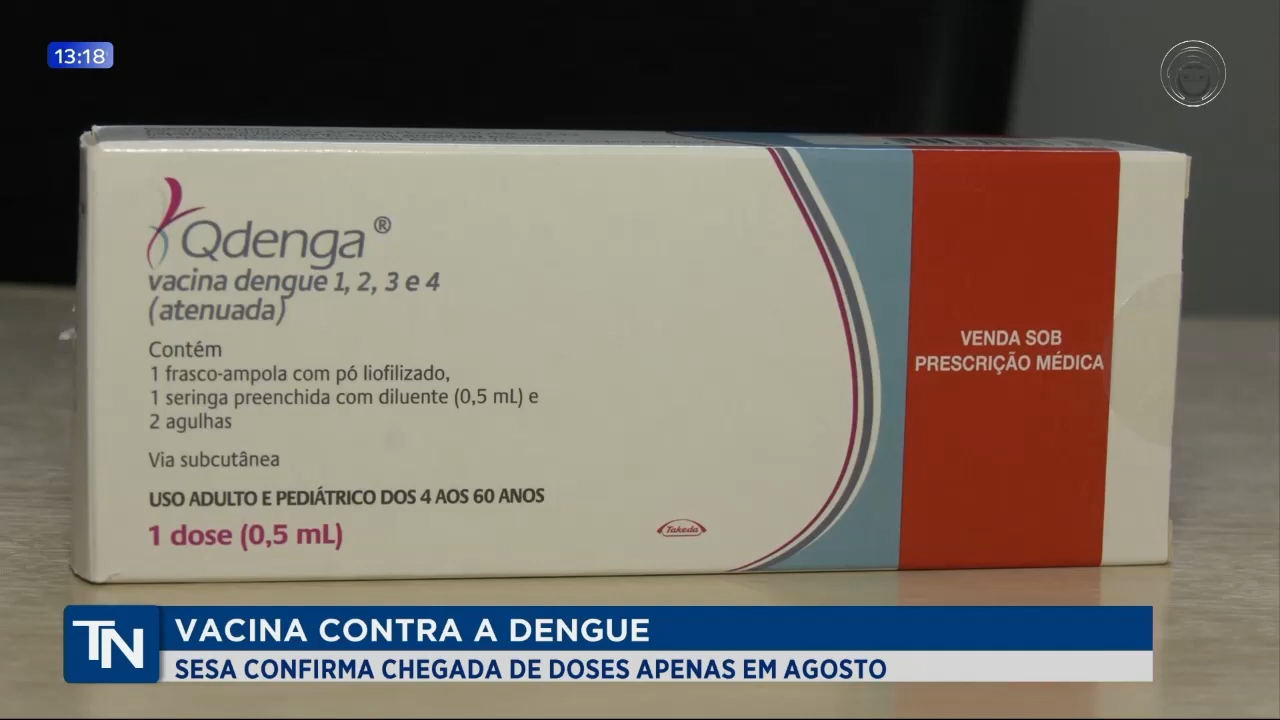 13:18
Qdenga®
vacina dengue 1, 2, 3 e 4
(atenuada)
Contém
1 frasco-ampola com pó liofilizado,
1 seringa preenchida com diluente (0,5 mL) e
2 agulhas
Via subcutânea
USO ADULTO E PEDIÁTRICO DOS 4 AOS 60 ANOS
1 dose (0,5 mL)
Takeda
VENDA SOB
PRESCRIÇÃO MÉDICA
TN
VACINA CONTRA A DENGUE
SESA CONFIRMA CHEGADA DE DOSES APENAS EM AGOSTO